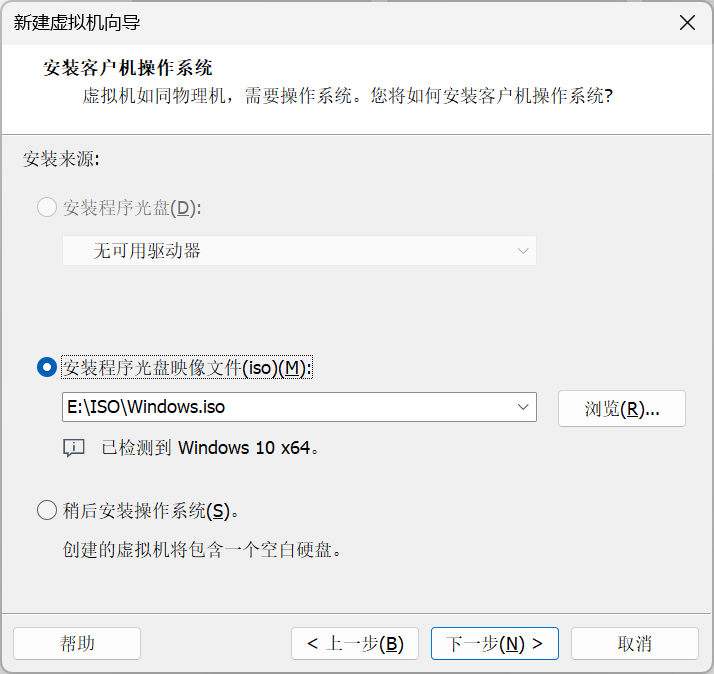 新建虚拟机向导
安装客户机操作系统
虚拟机如同物理机，需要操作系统。您将如何安装客户机操作系统?
安装来源:
安装程序光盘(D):
无可用驱动器
安装程序光盘映像文件(iso)(M):
E:\ISO\Windows.iso
浏览(R)...
已检测到 Windows 10 x64。
稍后安装操作系统(S)。
创建的虚拟机将包含一个空白硬盘。
帮助
< 上一步(B)
下一步(N) >
取消